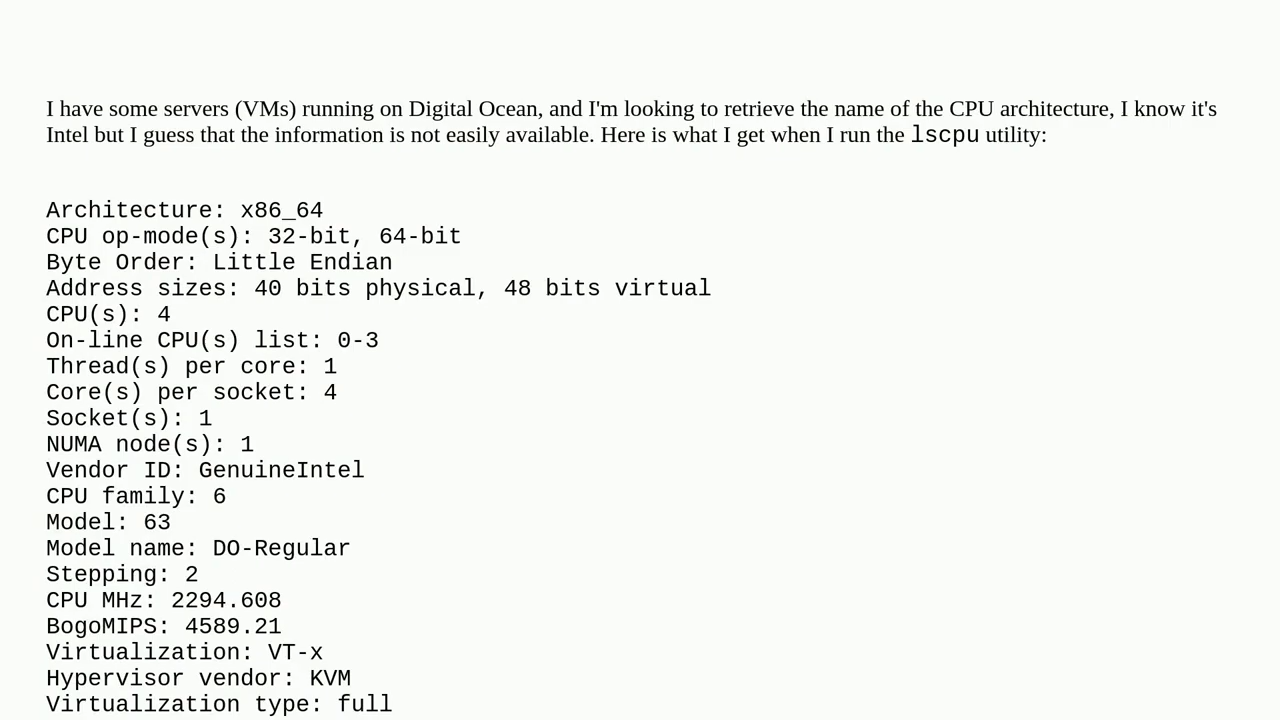 I have some servers (VMs) running on Digital Ocean, and I'm looking to retrieve the name of the CPU architecture, I know it's
Intel but I guess that the information is not easily available. Here is what I get when I run the lscpu utility:
Architecture: x86_64
CPU op-mode(s): 32-bit, 64-bit
Byte Order: Little Endian
Address sizes: 40 bits physical, 48 bits virtual
CPU(s): 4
On-line CPU(s) list: 0-3
Thread(s) per core: 1
Core(s) per socket: 4
Socket(s): 1
NUMA node(s): 1
Vendor ID: GenuineIntel
CPU family: 6
Model: 63
Model name: DO-Regular
Stepping: 2
CPU MHz: 2294.608
BogoMIPS: 4589.21
Virtualization: VT-x
Hypervisor vendor: KVM
Virtualization type: full